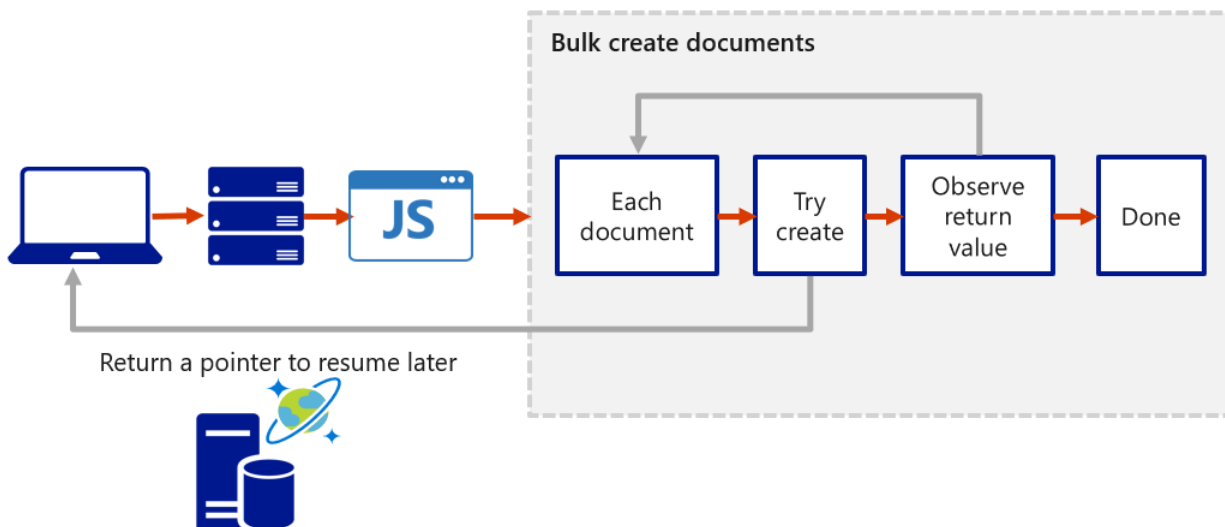 Bulk create documents
JS
Each
document
Try
create
Observe
return
value
Done
Return a pointer to resume later